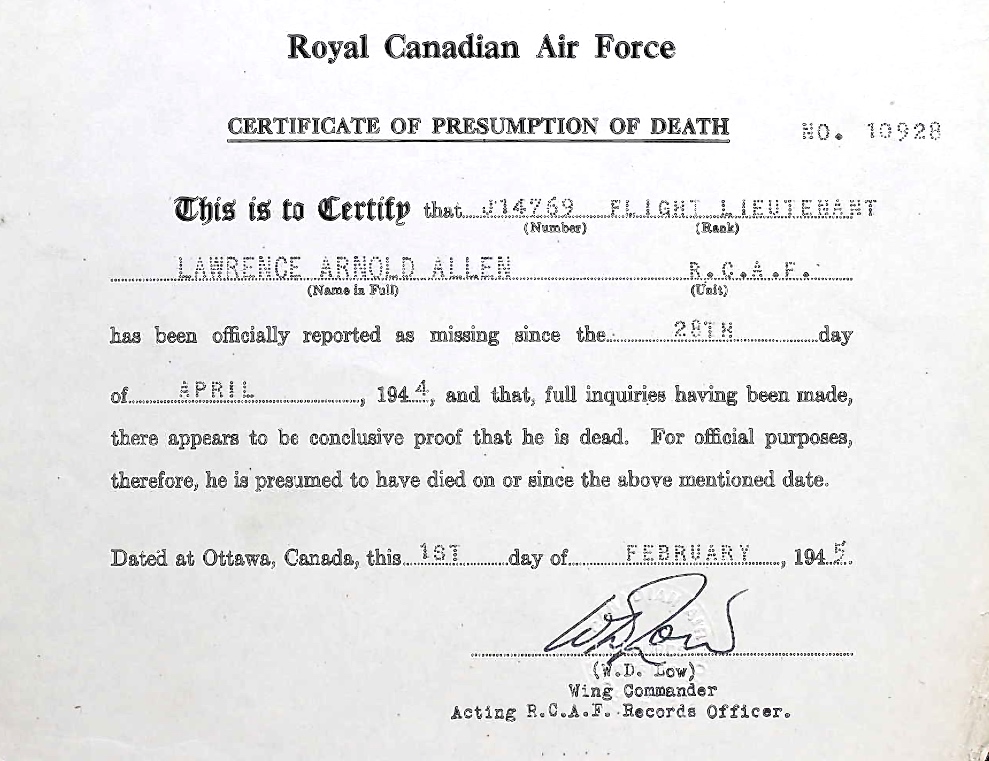 Royal Canadian Air Force
CERTIFICATE OF PRESUMPTION OF DEATH NO. 10928
This is to Certify that J14769 FLIGHT LIEUTENANT
(Number) (Rank)
LAWRENCE ARNOLD ALLEN R.C.A.F.
(Name in Full) (Unit)
has been officially reported as missing since the 28TH day
of APRIL, 1944, and that, full inquiries having been made,
there appears to be conclusive proof that he is dead. For official purposes,
therefore, he is presumed to have died on or since the above mentioned date.
Dated at Ottawa, Canada, this 1ST day of FEBRUARY, 1945.
WD Low
(W.D. Low)
Wing Commander
Acting R.C.A.F. Records Officer.